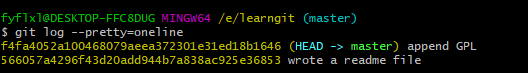 fyflxl@DESKTOP-FFC8DUG MINGW64 /e/learngit (master)
$ git log --pretty=oneline
f4fa4052a100468079aeea372301e31ed18b1646 (HEAD -> master) append GPL
566057a4296f43d20add944b7a838ac925e36853 wrote a readme file